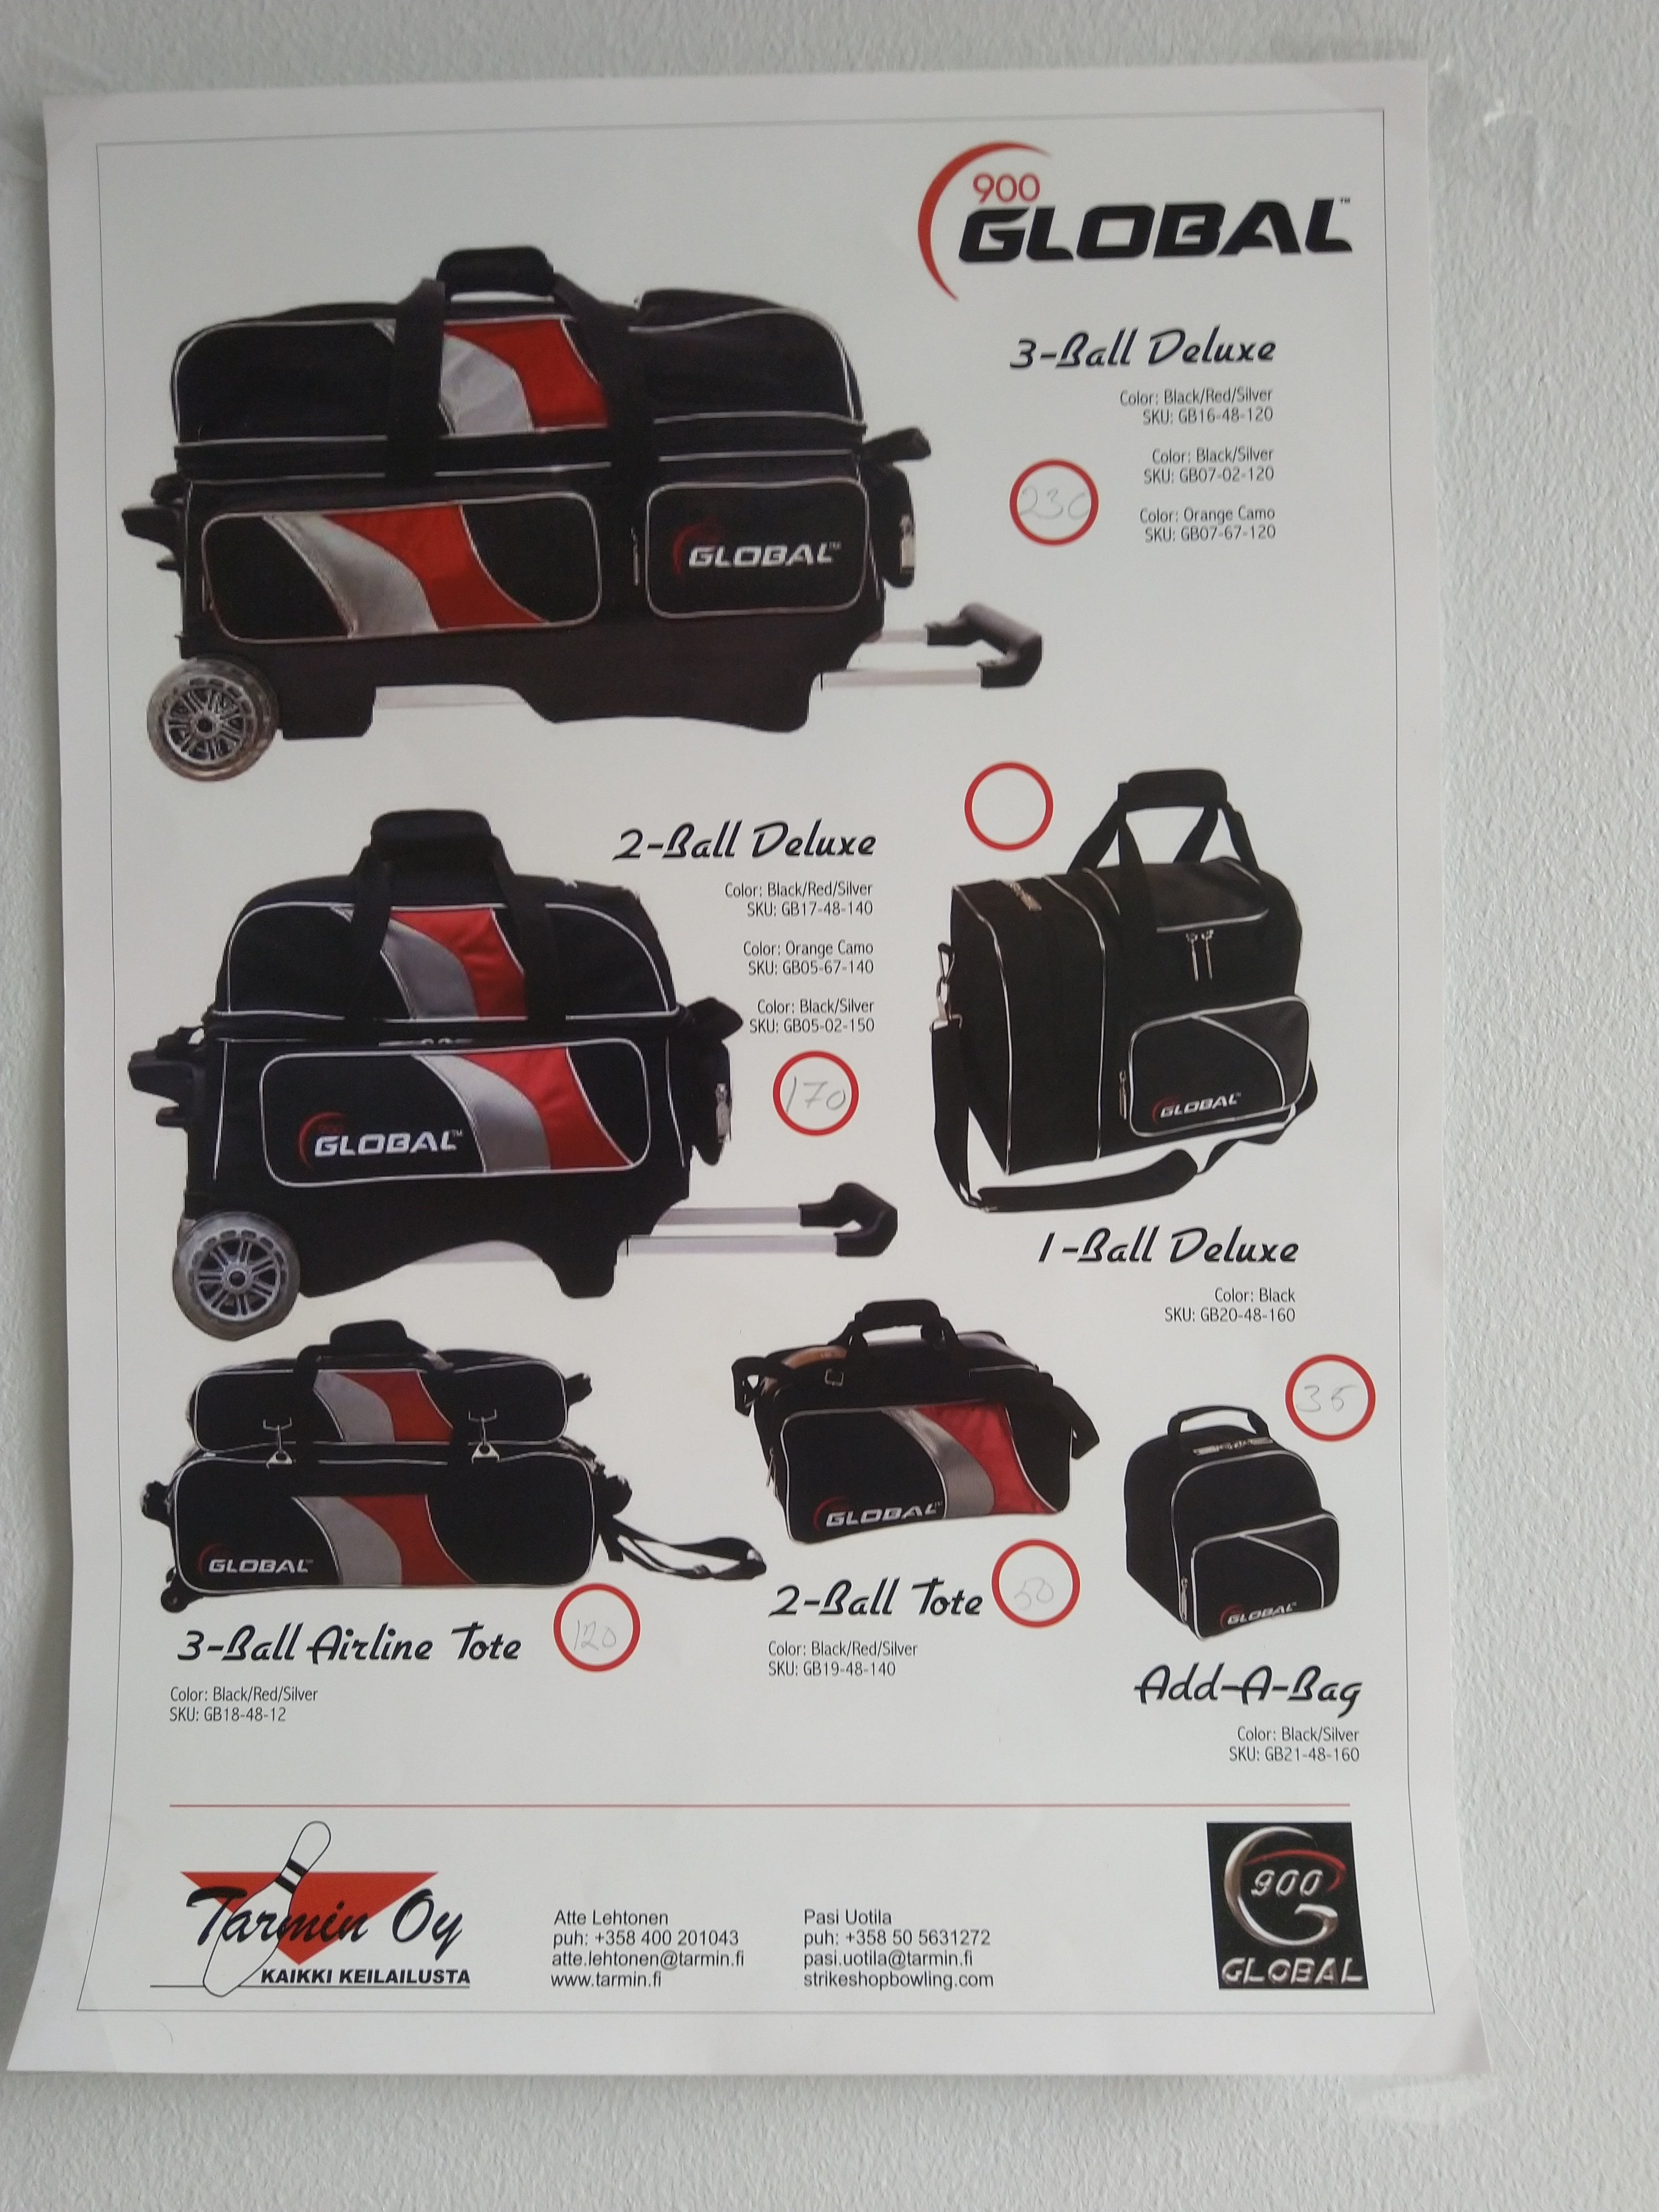 900
GLOBAL™
3-Ball Deluxe
Color: Black/Red/Silver
SKU: GB16-48-120
Color: Black/Silver
SKU: GB07-02-120
Color: Orange Camo
SKU: GB07-67-120
230
GLOBAL™
2-Ball Deluxe
Color: Black/Red/Silver
SKU: GB17-48-140
Color: Orange Camo
SKU: GB05-67-140
Color: Black/Silver
SKU: GB05-02-150
170
900
GLOBAL™
GLOBAL™
1-Ball Deluxe
Color: Black
SKU: GB20-48-160
GLOBAL™
3-Ball Airline Tote
120
Color: Black/Red/Silver
SKU: GB18-48-12
GLOBAL™
2-Ball Tote
50
Color: Black/Red/Silver
SKU: GB19-48-140
GLOBAL™
Add-A-Bag
Color: Black/Silver
SKU: GB21-48-160
Tarmin Oy
KAIKKI KEILAILUSTA
Atte Lehtonen
puh: +358 400 201043
atte.lehtonen@tarmin.fi
www.tarmin.fi
Pasi Uotila
puh: +358 50 5631272
pasi.uotila@tarmin.fi
strikeshopbowling.com
900
GLOBAL